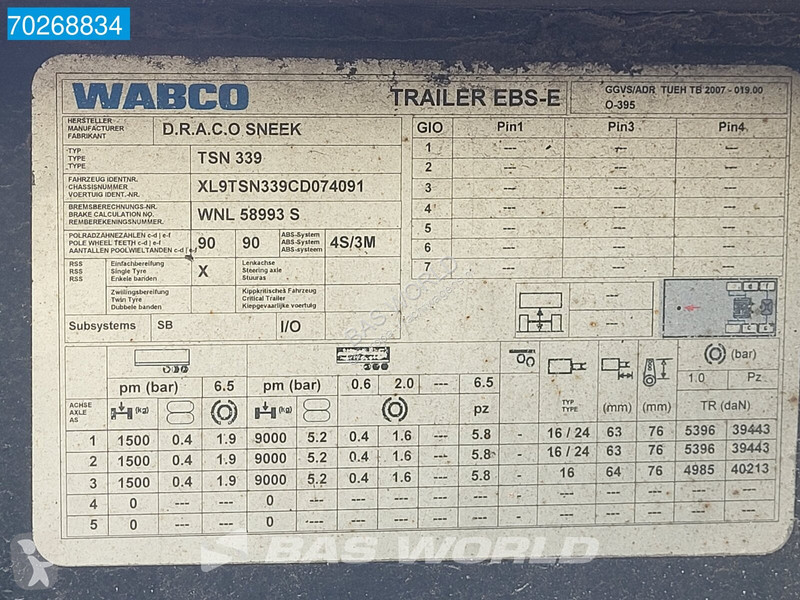 70268834
WABCO TRAILER EBS-E GGVS/ADR TUEH TB 2007 - 019.00
O-395
HERSTELLER
MANUFACTURER
FABRIKANT
D.R.A.C.O SNEEK
TYP
TYPE
TYPE
TSN 339
FAHRZEUG IDENTNR.
CHASSISNUMMER
VOERTUIG IDENT.-NR.
XL9TSN339CD074091
BREMSBERECHNUNGS-NR.
BRAKE CALCULATION NO.
REMBEREKENINGSNUMMER.
WNL 58993 S
POLRADZAHNEZAHLEN c-d | e-f
POLE WHEEL TEETH c-d | e-f
AANTALLEN POOLWIELTANDEN c-d | e-f
90 90
ABS-System
ABS-System
ABS-systeem
4S/3M
RSS Einfachbereifung
RSS Single Tyre
RSS Enkele banden
X
Lenkachse
Steering axle
Stuuras
Zwillingsbereifung
Twin Tyre
Dubbele banden
Kippkritisches Fahrzeug
Critical Trailer
Kiepgevaarlijke voertuig
Subsystems SB I/O
GIO Pin1 Pin3 Pin4
1 --- --- ---
2 --- --- ---
3 --- --- ---
4 --- --- ---
5 --- --- ---
6 --- --- ---
7 --- --- ---
---
---
pm (bar) 6.5 pm (bar) 0.6 2.0 --- 6.5
(bar)
1.0 Pz
ACHSE
AXLE
AS
(kg) (kg) pz
TYP
TYPE
(mm) (mm) TR (daN)
1 1500 0.4 1.9 9000 5.2 0.4 1.6 --- 5.8 - 16 / 24 63 76 5396 39443
2 1500 0.4 1.9 9000 5.2 0.4 1.6 --- 5.8 - 16 / 24 63 76 5396 39443
3 1500 0.4 1.9 9000 5.2 0.4 1.6 --- 5.8 - 16 64 76 4985 40213
4 0 --- --- 0 --- --- --- --- --- - --- --- --- --- ---
5 0 --- --- 0 --- --- --- --- --- - --- --- --- --- ---
BAS WORLD
BAS WORLD